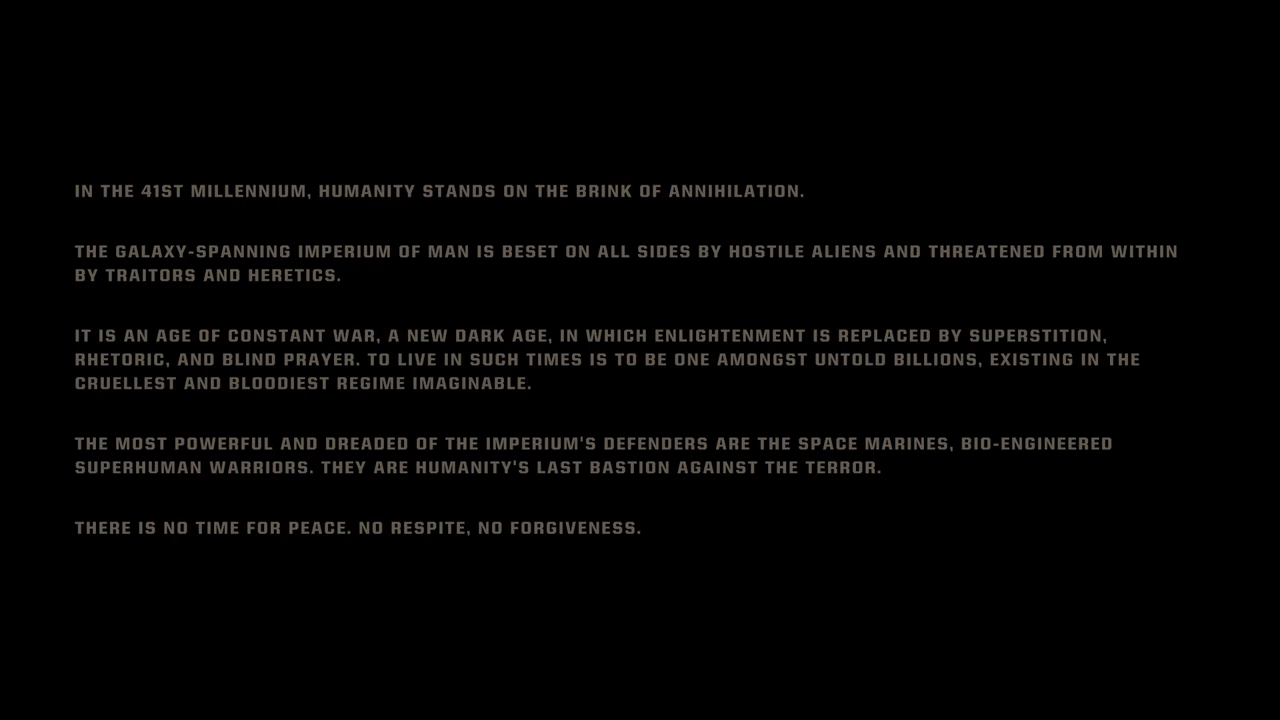 IN THE 41ST MILLENNIUM, HUMANITY STANDS ON THE BRINK OF ANNIHILATION.
THE GALAXY-SPANNING IMPERIUM OF MAN IS BESET ON ALL SIDES BY HOSTILE ALIENS AND THREATENED FROM WITHIN
BY TRAITORS AND HERETICS.
IT IS AN AGE OF CONSTANT WAR, A NEW DARK AGE, IN WHICH ENLIGHTENMENT IS REPLACED BY SUPERSTITION,
RHETORIC, AND BLIND PRAYER. TO LIVE IN SUCH TIMES IS TO BE ONE AMONGST UNTOLD BILLIONS, EXISTING IN THE
CRUELLEST AND BLOODIEST REGIME IMAGINABLE.
THE MOST POWERFUL AND DREADED OF THE IMPERIUM'S DEFENDERS ARE THE SPACE MARINES, BIO-ENGINEERED
SUPERHUMAN WARRIORS. THEY ARE HUMANITY'S LAST BASTION AGAINST THE TERROR.
THERE IS NO TIME FOR PEACE. NO RESPITE, NO FORGIVENESS.